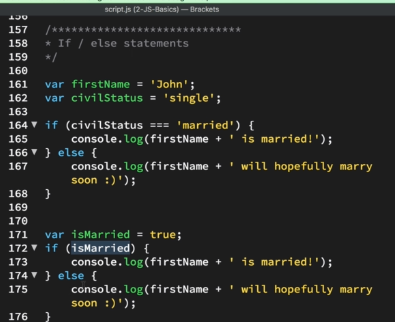 script.js (2-JS-Basics) — Brackets
156
157 /*****************************
158 * If / else statements
159 */
160
161 var firstName = 'John';
162 var civilStatus = 'single';
163
164 ▼ if (civilStatus === 'married') {
165 console.log(firstName + ' is married!');
166 ▼ } else {
167 console.log(firstName + ' will hopefully marry
soon :)');
168 }
169
170
171 var isMarried = true;
172 ▼ if (isMarried) {
173 console.log(firstName + ' is married!');
174 ▼ } else {
175 console.log(firstName + ' will hopefully marry
soon :)');
176 }